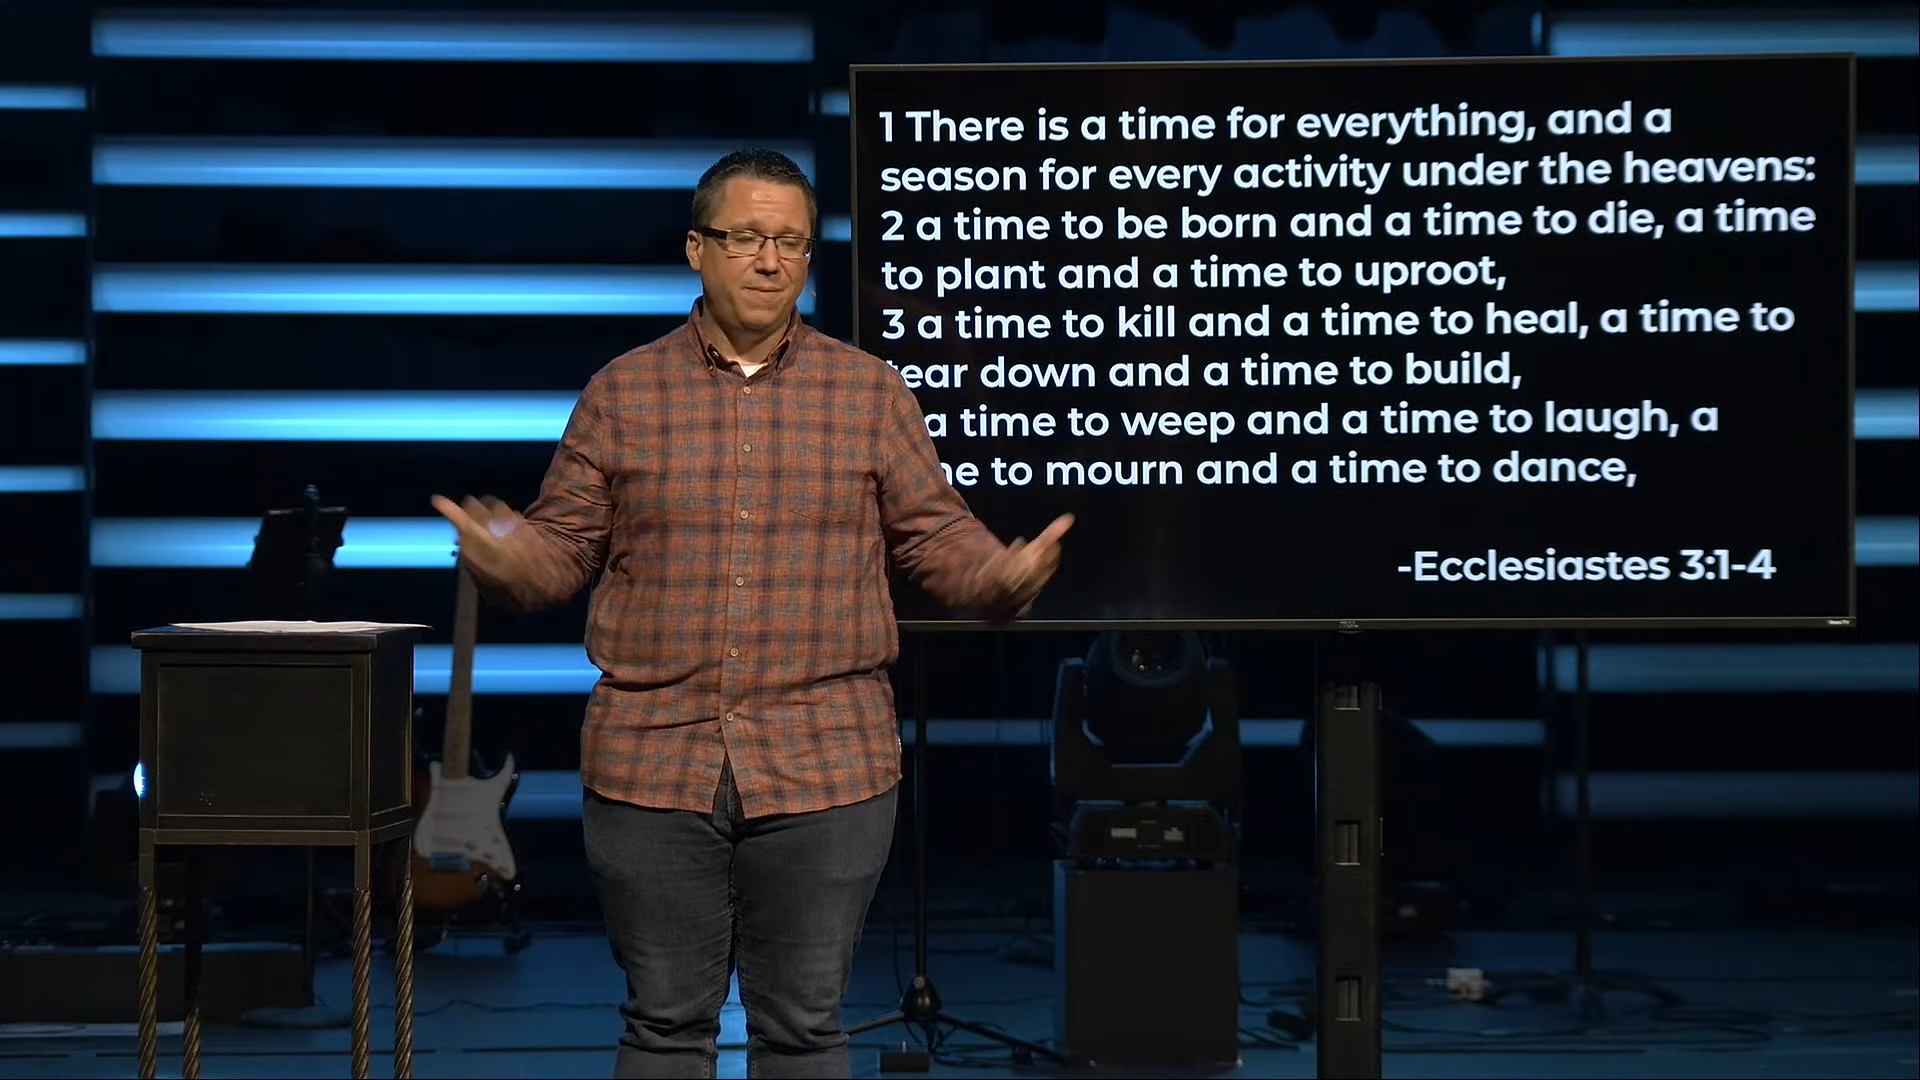 1 There is a time for everything, and a
season for every activity under the heavens:
2 a time to be born and a time to die, a time
to plant and a time to uproot,
3 a time to kill and a time to heal, a time to
down and a time to build,
a time to weep and a time to laugh, a
to mourn and a time to dance,
-Ecclesiastes 3:1-4